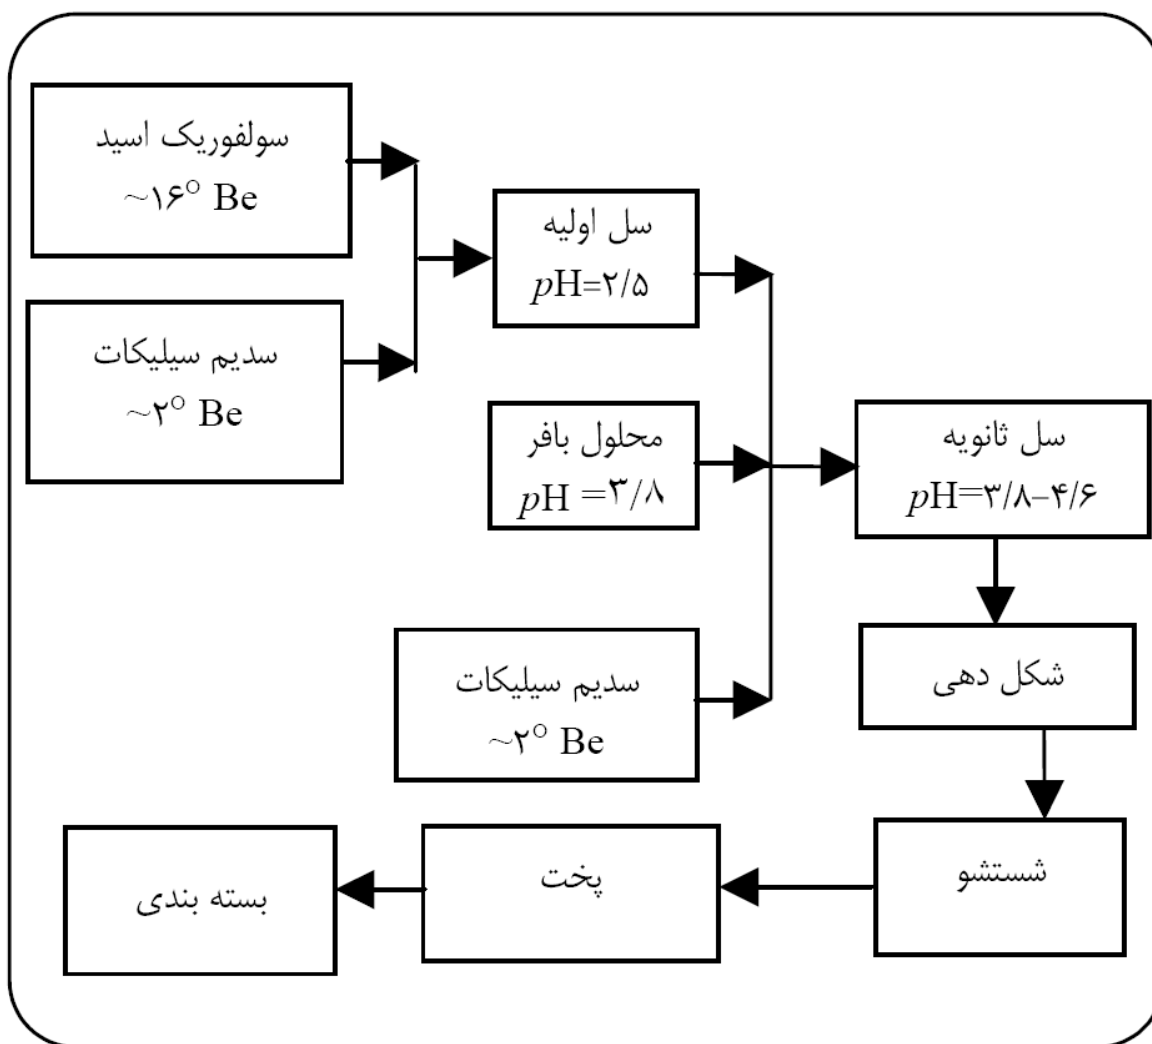 سولفوریک اسید
~۱۶° Be
سدیم سیلیکات
~۲° Be
سل اولیه
pH=۲/۵
محلول بافر
pH =۳/۸
سدیم سیلیکات
~۲° Be
سل ثانویه
pH=۳/۸–۴/۶
شکل دهی
شستشو
پخت
بسته بندی